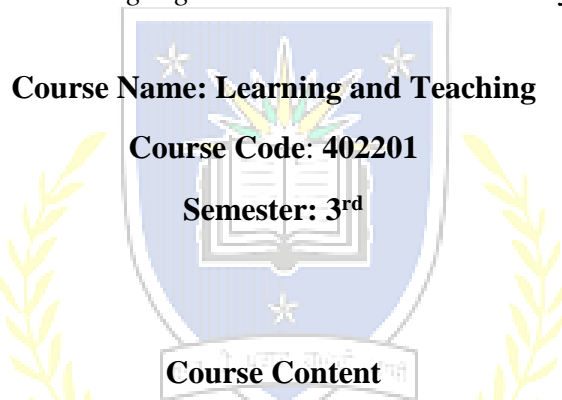 Course Name: Learning and Teaching
Course Code: 402201
Semester: 3rd
Course Content